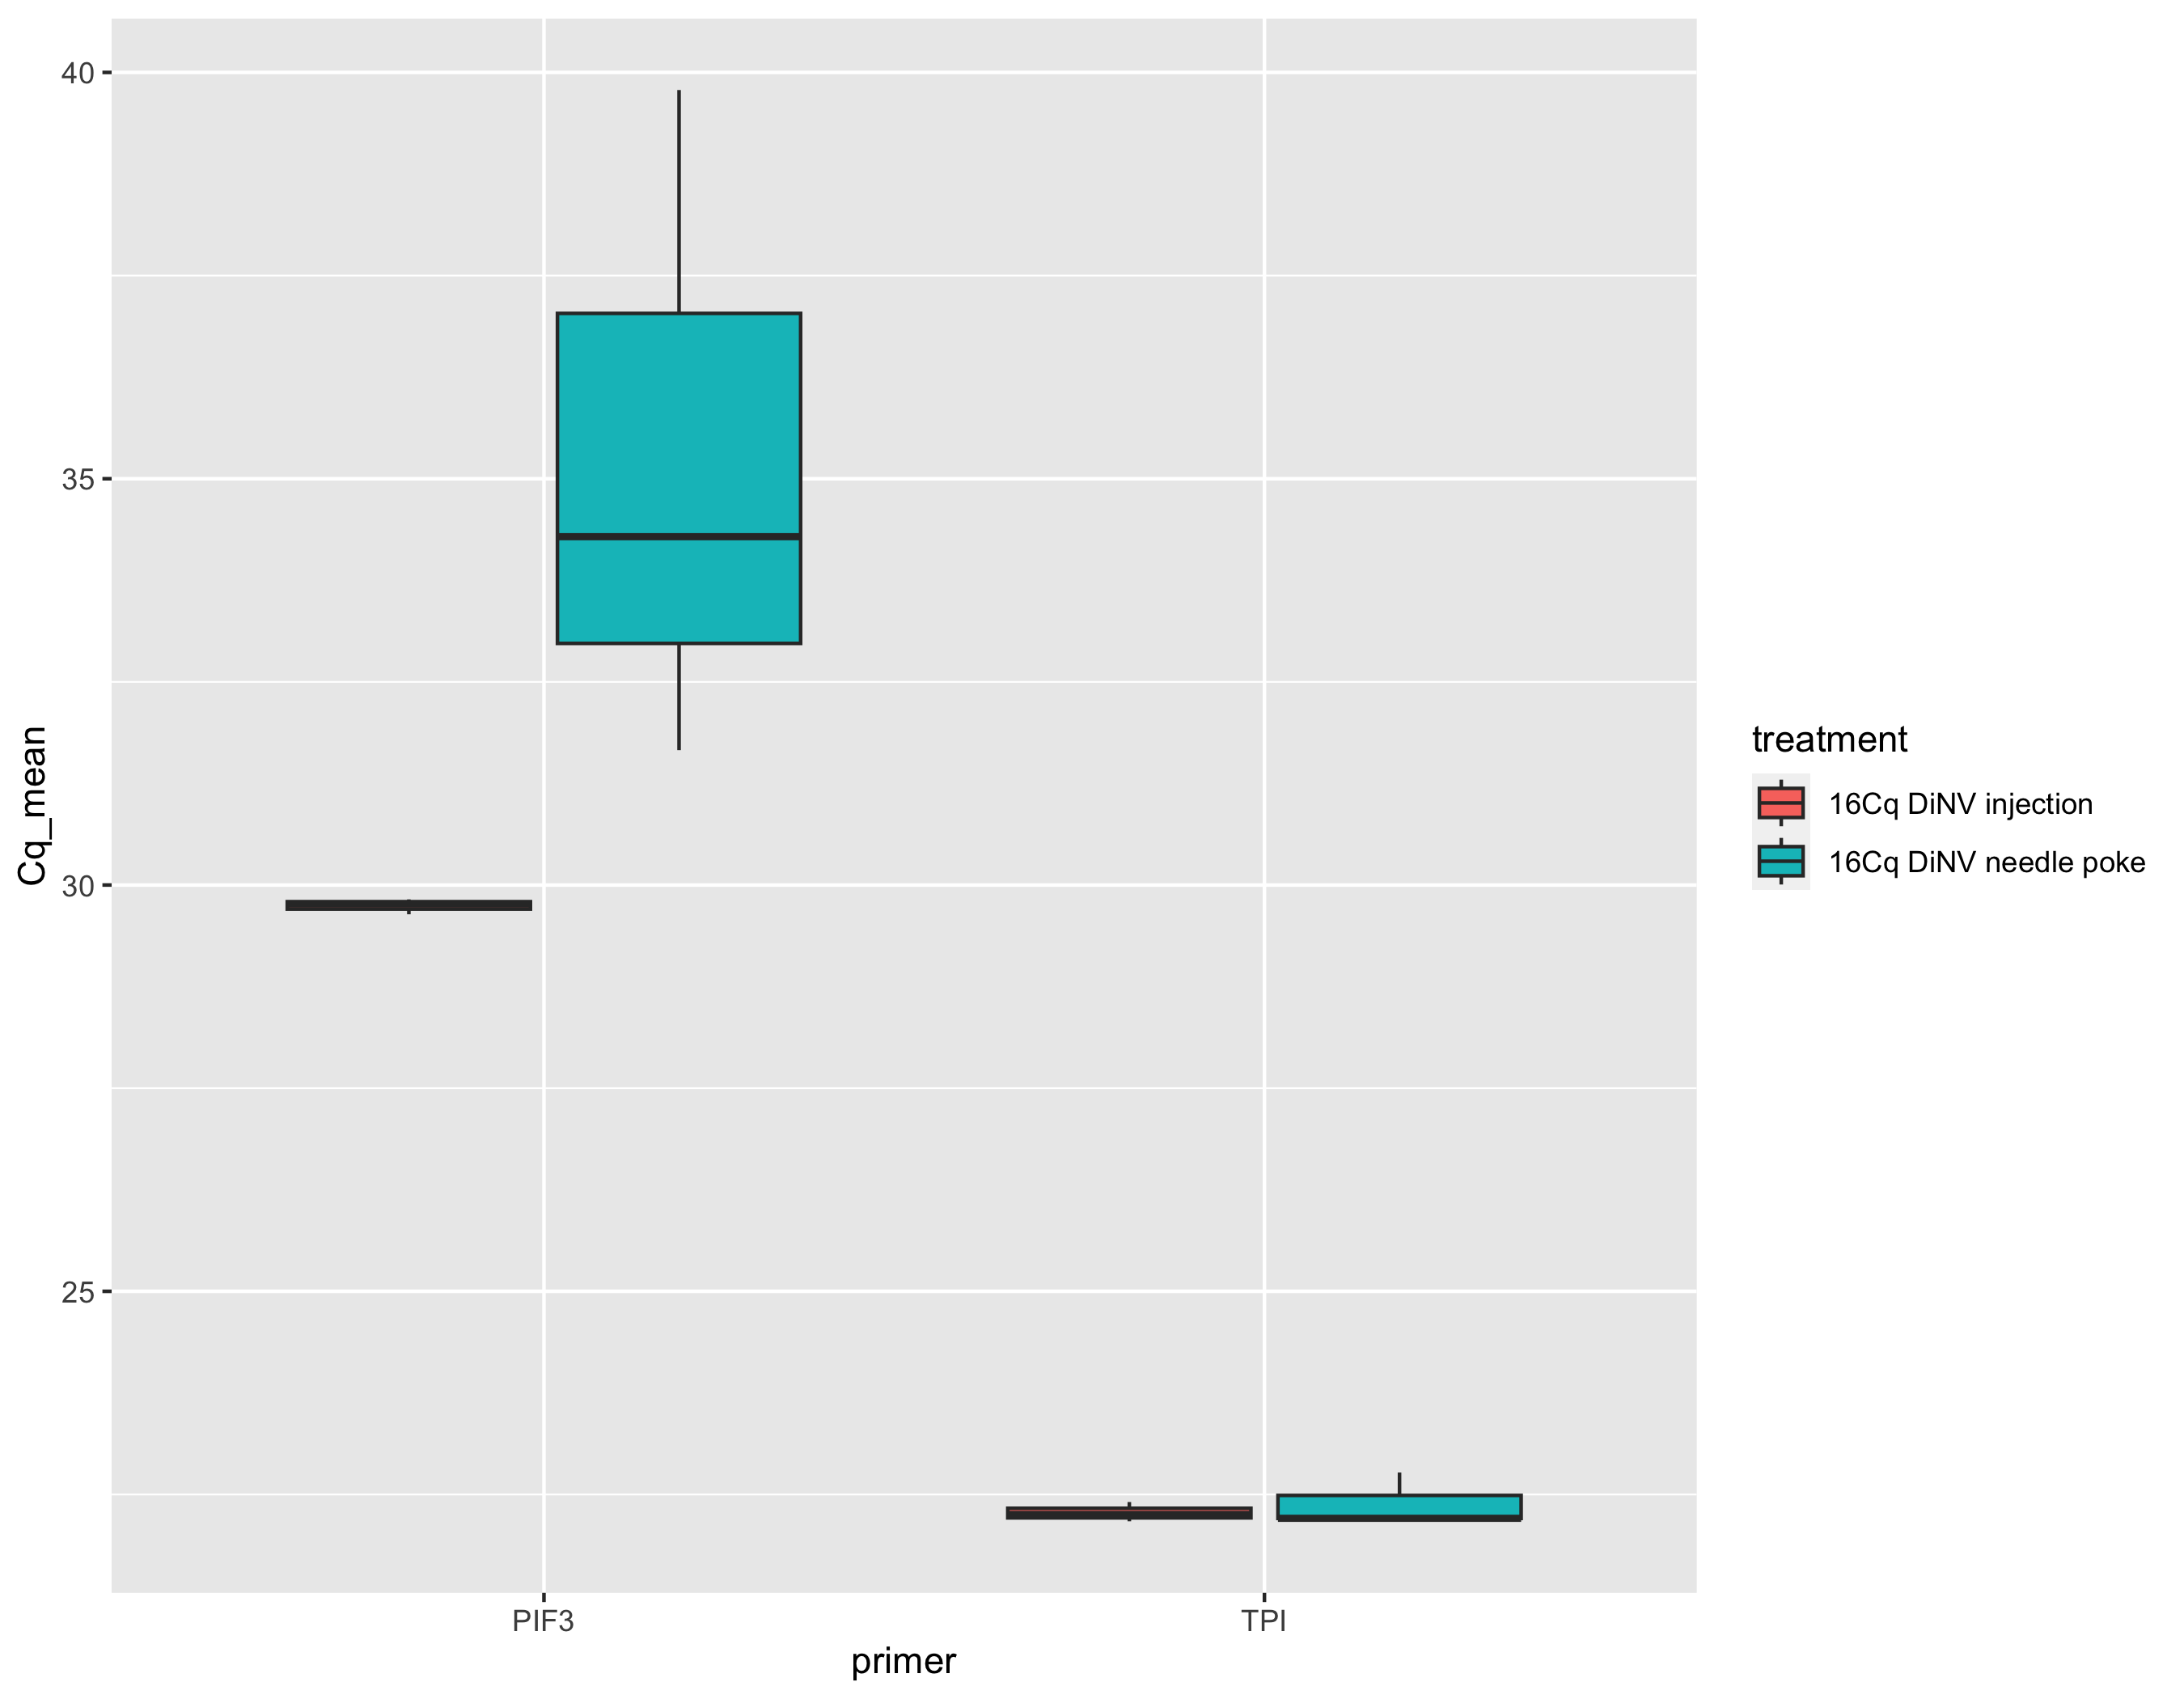 40
35
30
25
Cq_mean
PIF3
TPI
primer
treatment
16Cq DiNV injection
16Cq DiNV needle poke